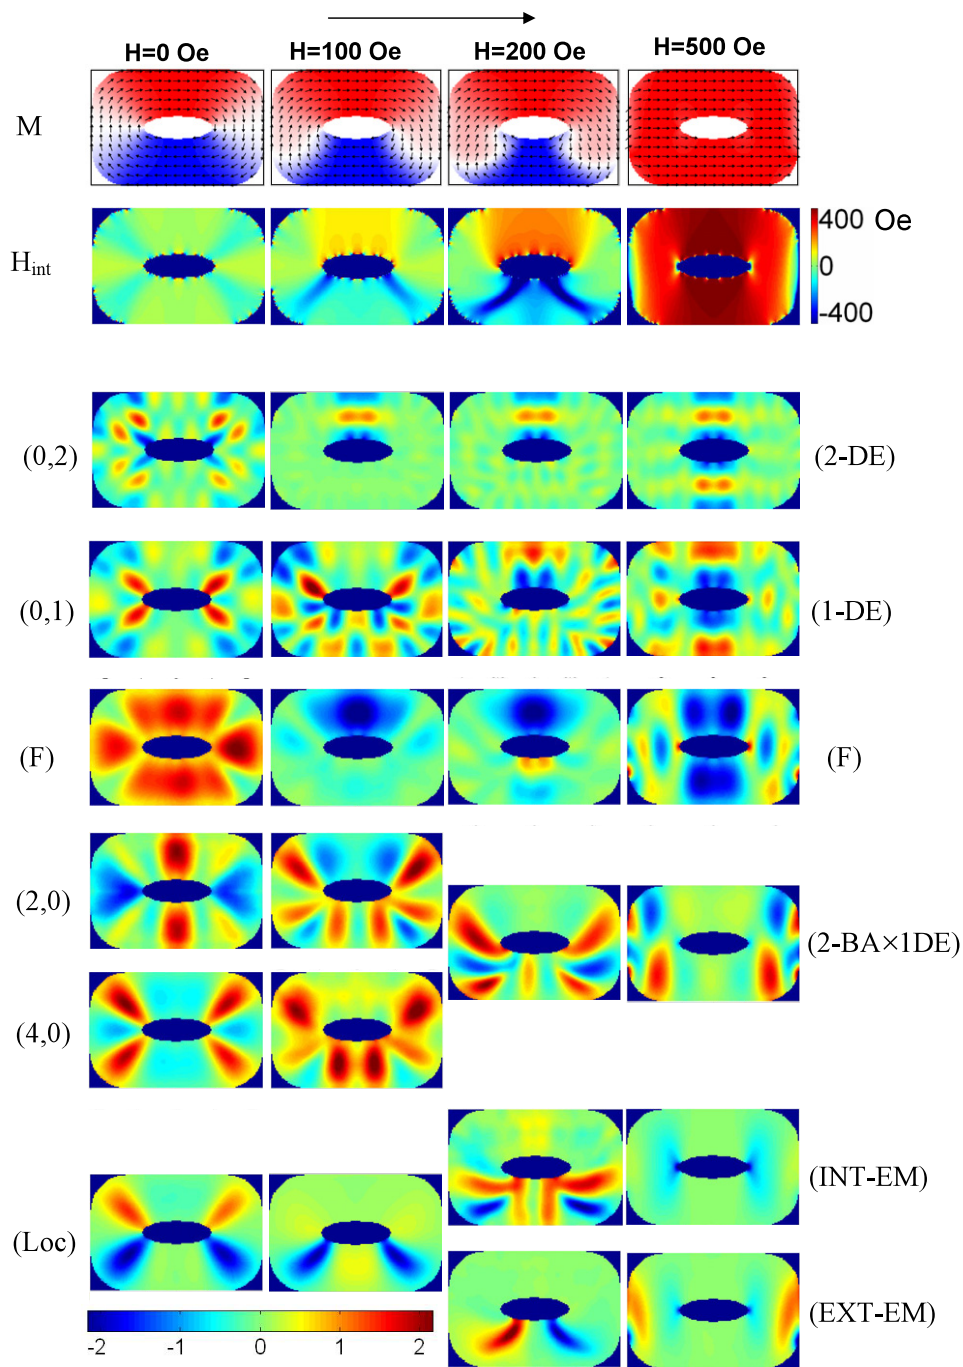 H=0 Oe H=100 Oe H=200 Oe H=500 Oe
M
H_int
400 Oe
0
-400
(0,2) (2-DE)
(0,1) (1-DE)
(F) (F)
(2,0)
(2-BA×1DE)
(4,0)
(INT-EM)
(Loc)
(EXT-EM)
-2 -1 0 1 2